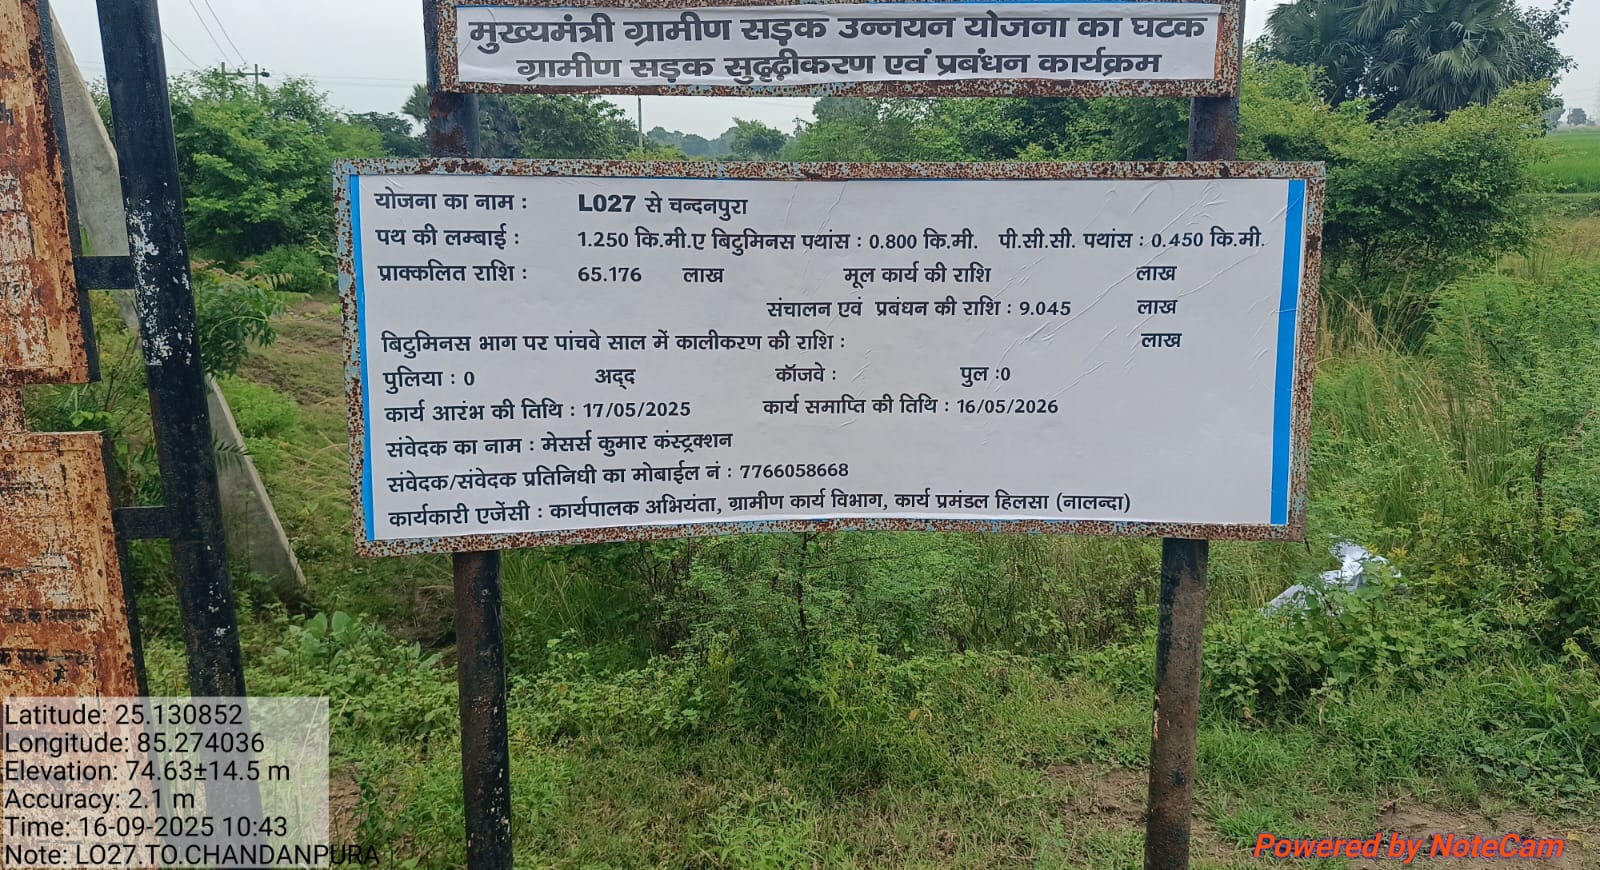 मुख्यमंत्री ग्रामीण सड़क उन्नयन योजना का घटक
ग्रामीण सड़क सुदृढ़ीकरण एवं प्रबंधन कार्यक्रम
योजना का नाम : L027 से चन्दनपुरा
पथ की लम्बाई : 1.250 कि.मी.ए बिटुमिनस पथांस : 0.800 कि.मी. पी.सी.सी. पथांस : 0.450 कि.मी.
प्राक्कलित राशि : 65.176 लाख मूल कार्य की राशि लाख
संचालन एवं प्रबंधन की राशि : 9.045 लाख
बिटुमिनस भाग पर पांचवे साल में कालीकरण की राशि : लाख
पुलिया : 0 अद्द कॉजवे : पुल :0
कार्य आरंभ की तिथि : 17/05/2025 कार्य समाप्ति की तिथि : 16/05/2026
संवेदक का नाम : मेसर्स कुमार कंस्ट्रक्शन
संवेदक/संवेदक प्रतिनिधी का मोबाईल नं : 7766058668
कार्यकारी एजेंसी : कार्यपालक अभियंता, ग्रामीण कार्य विभाग, कार्य प्रमंडल हिलसा (नालन्दा)
Latitude: 25.130852
Longitude: 85.274036
Elevation: 74.63±14.5 m
Accuracy: 2.1 m
Time: 16-09-2025 10:43
Note: LO27.TO.CHANDANPURA
Powered by NoteCam